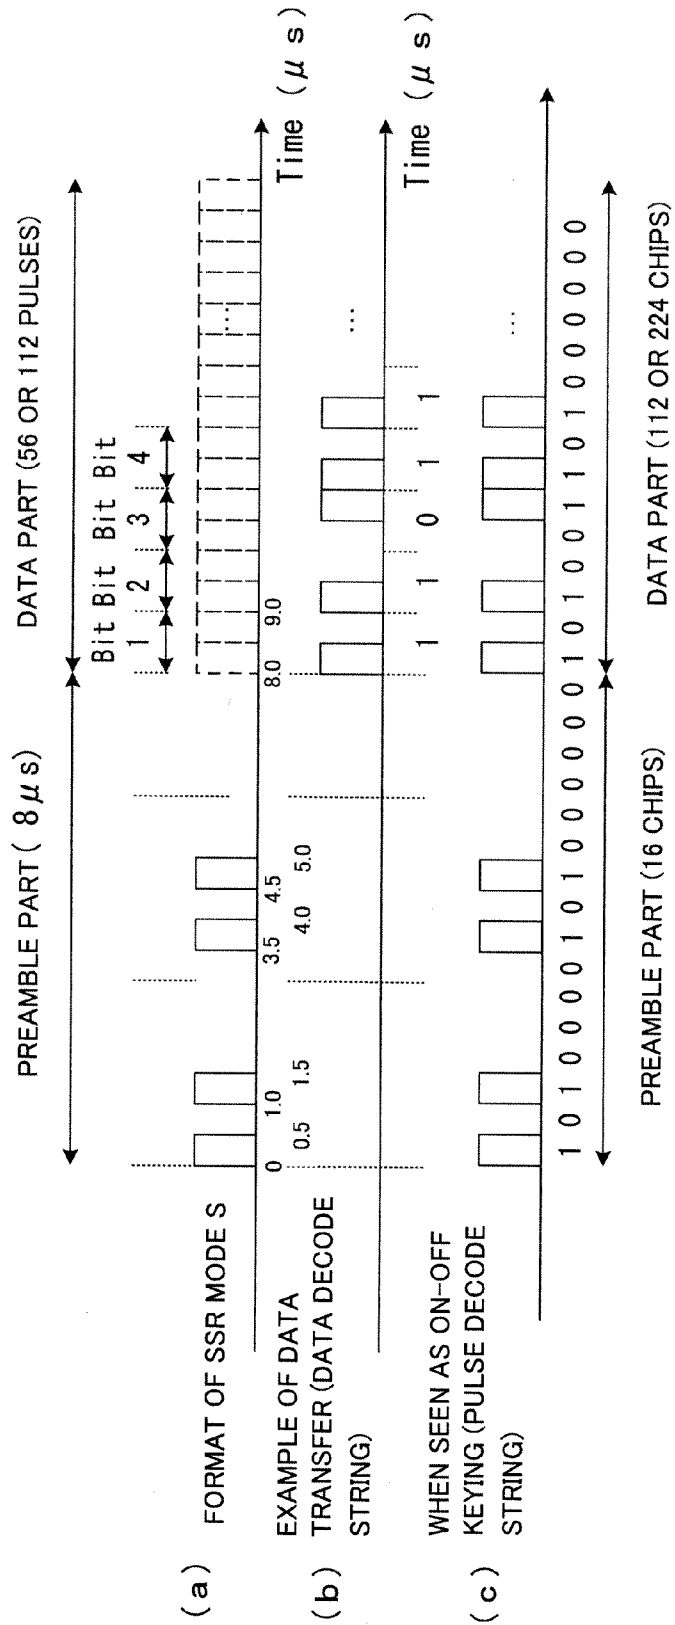 PREAMBLE PART ( 8μs)
DATA PART (56 OR 112 PULSES)
Bit Bit Bit Bit
1 2 3 4
(a) FORMAT OF SSR MODE S
...
0 1.0 3.5 4.5 8.0 9.0
0.5 1.5 4.0 5.0
Time (μs)
(b) EXAMPLE OF DATA
TRANSFER (DATA DECODE
STRING)
...
1 1 0 1 1
Time (μs)
(c) WHEN SEEN AS ON-OFF
KEYING (PULSE DECODE
STRING)
...
1 0 1 0 0 0 0 1 0 1 0 0 0 0 0 0 1 0 1 0 0 1 1 0 1 0 0 0 0 0 0
PREAMBLE PART (16 CHIPS)
DATA PART (112 OR 224 CHIPS)